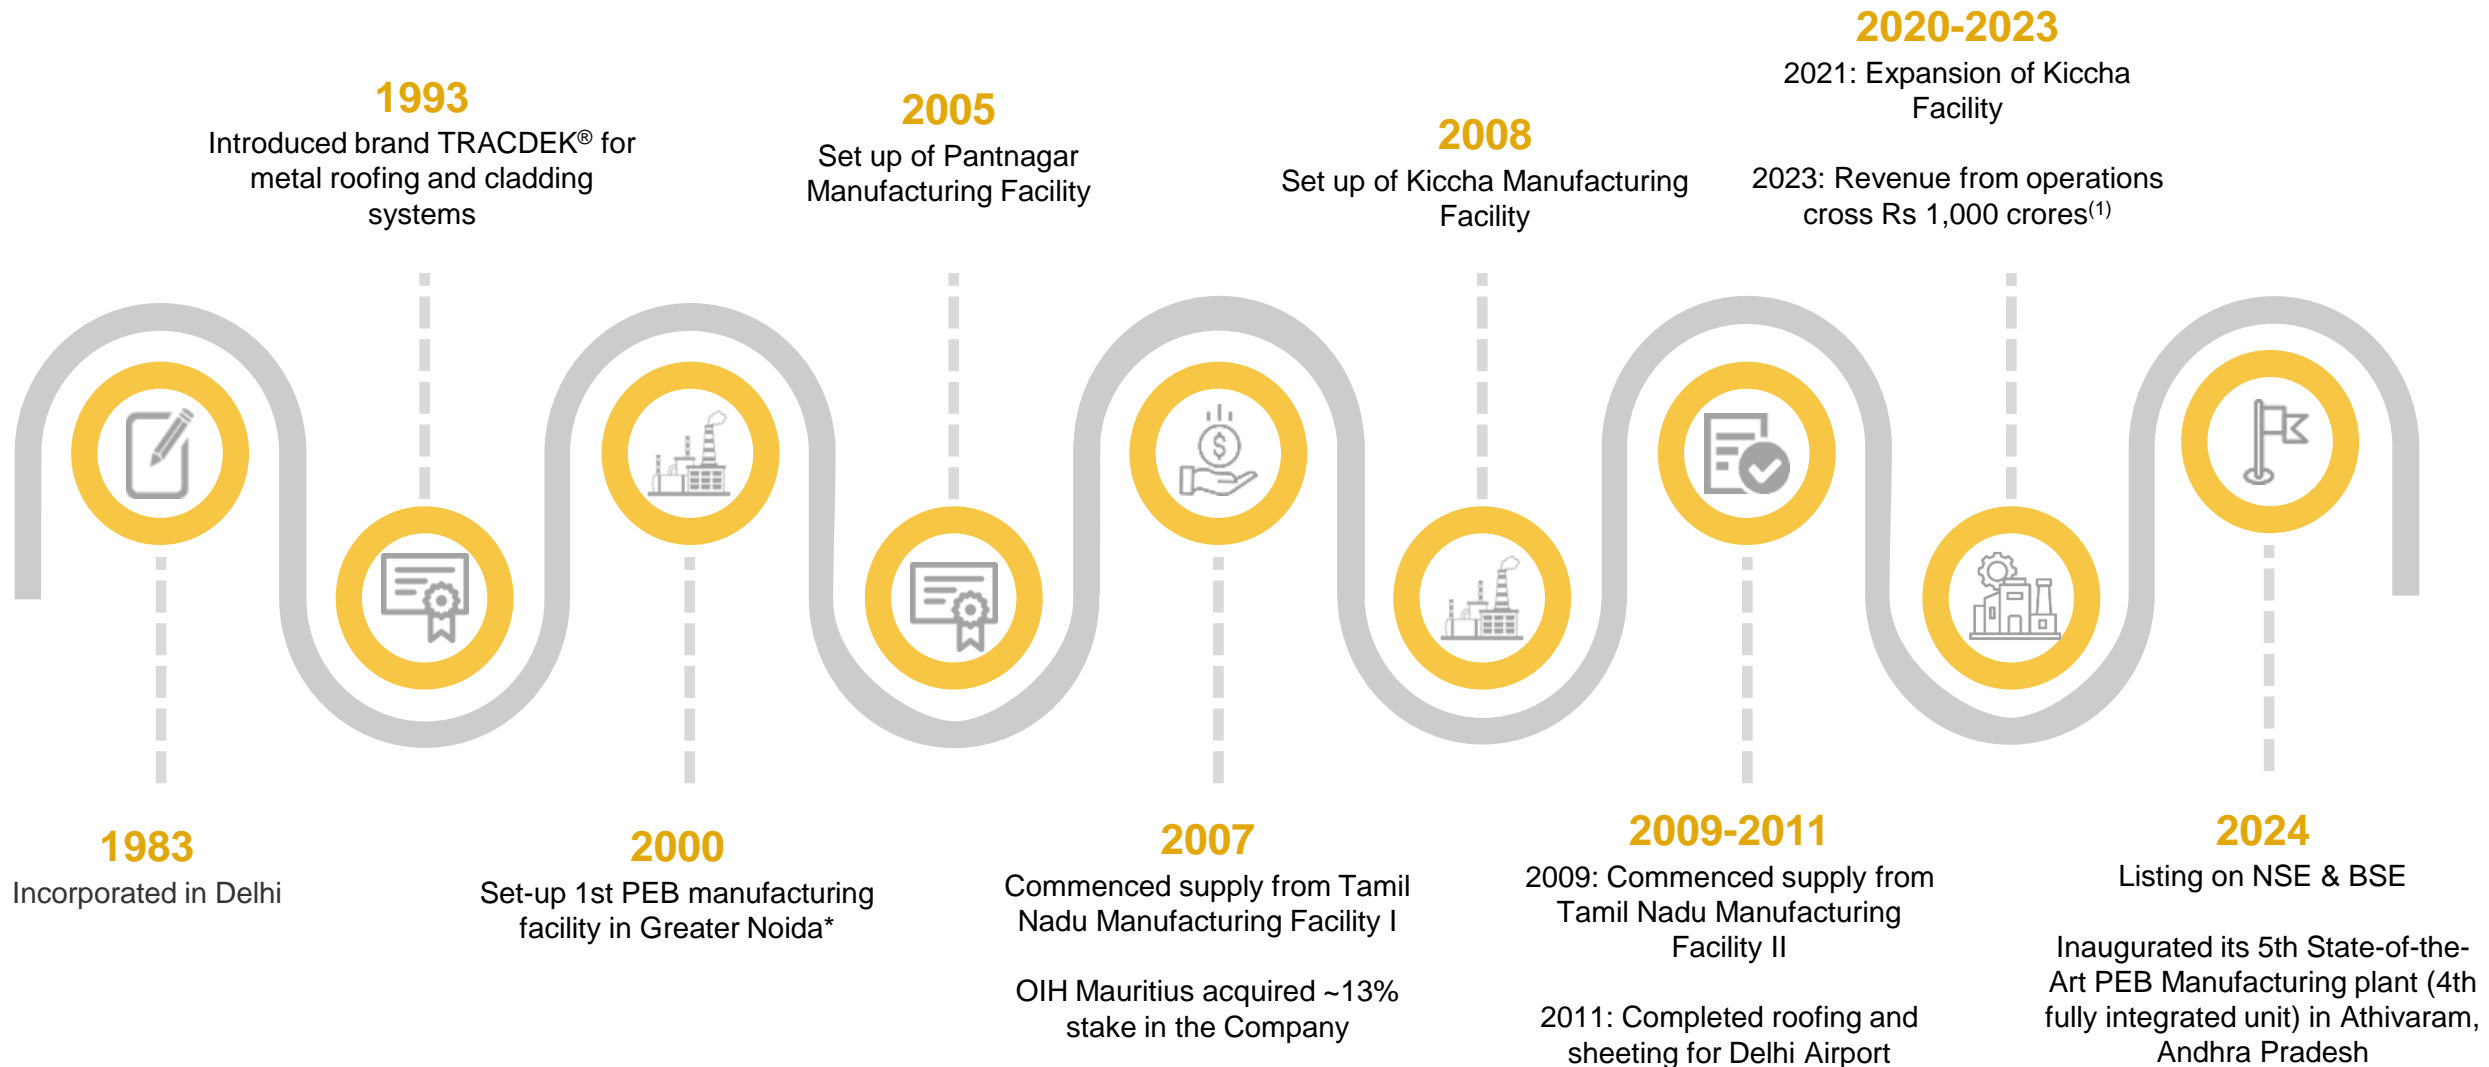 1983
Incorporated in Delhi
1993
Introduced brand TRACDEK® for
metal roofing and cladding
systems
2000
Set-up 1st PEB manufacturing
facility in Greater Noida*
2005
Set up of Pantnagar
Manufacturing Facility
2007
Commenced supply from Tamil
Nadu Manufacturing Facility I
OIH Mauritius acquired ~13%
stake in the Company
2008
Set up of Kiccha Manufacturing
Facility
2009-2011
2009: Commenced supply from
Tamil Nadu Manufacturing
Facility II
2011: Completed roofing and
sheeting for Delhi Airport
2020-2023
2021: Expansion of Kiccha
Facility
2023: Revenue from operations
cross Rs 1,000 crores(1)
2024
Listing on NSE & BSE
Inaugurated its 5th State-of-the-
Art PEB Manufacturing plant (4th
fully integrated unit) in Athivaram,
Andhra Pradesh